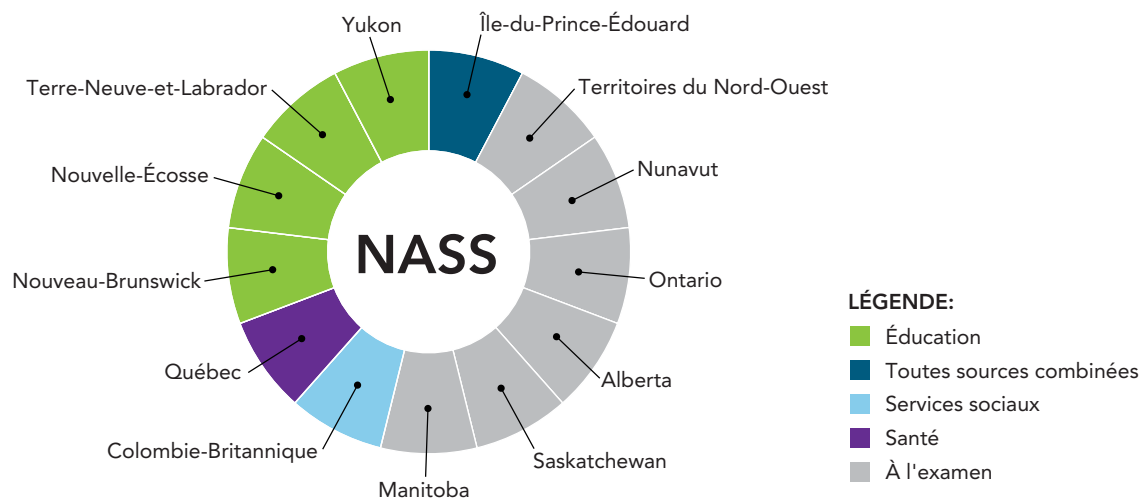 Yukon
Île-du-Prince-Édouard
Terre-Neuve-et-Labrador
Territoires du Nord-Ouest
Nouvelle-Écosse
Nunavut
NASS
Nouveau-Brunswick
Ontario
Québec
Alberta
Colombie-Britannique
Saskatchewan
Manitoba
LÉGENDE:
Éducation
Toutes sources combinées
Services sociaux
Santé
À l'examen